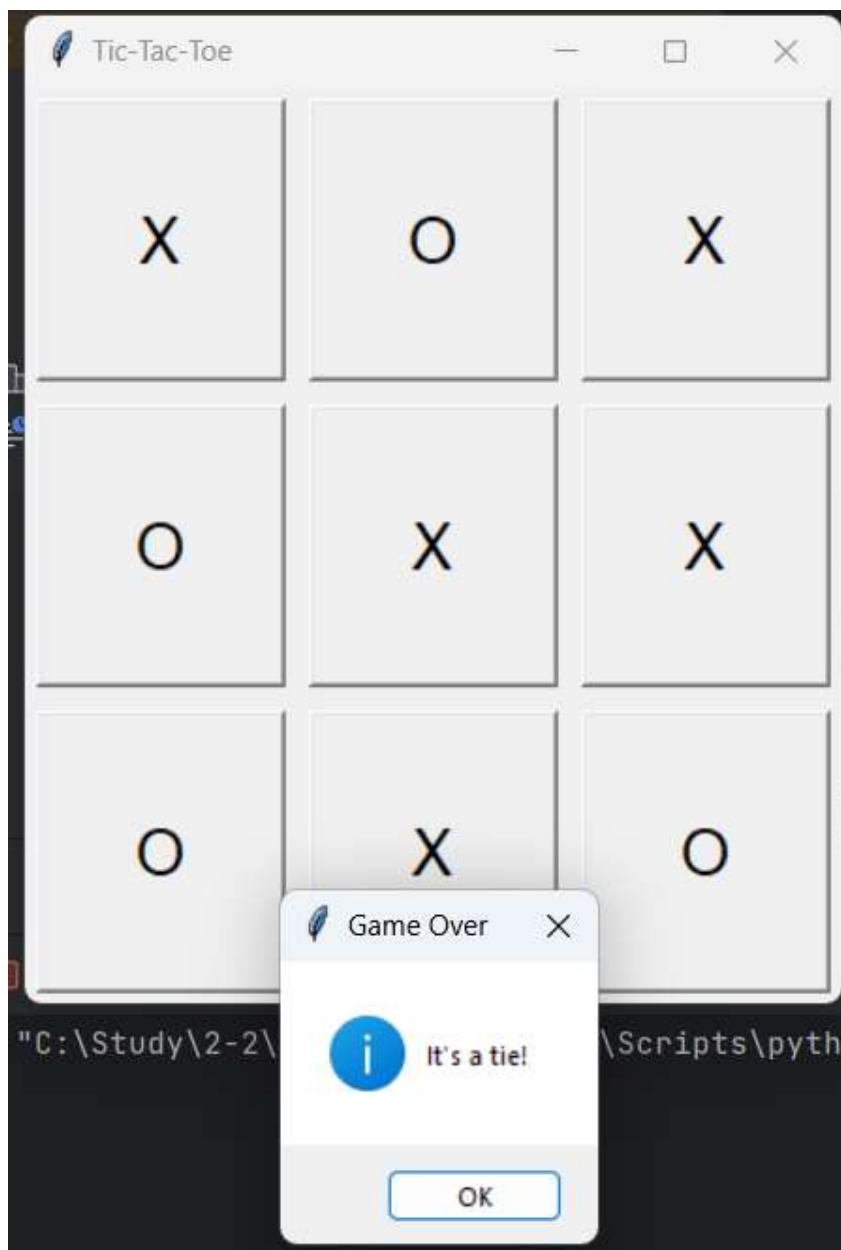 Tic-Tac-Toe
X O X
O X X
O X O
Game Over
It's a tie!
"C:\Study\2-2\ \Scripts\pyth
OK